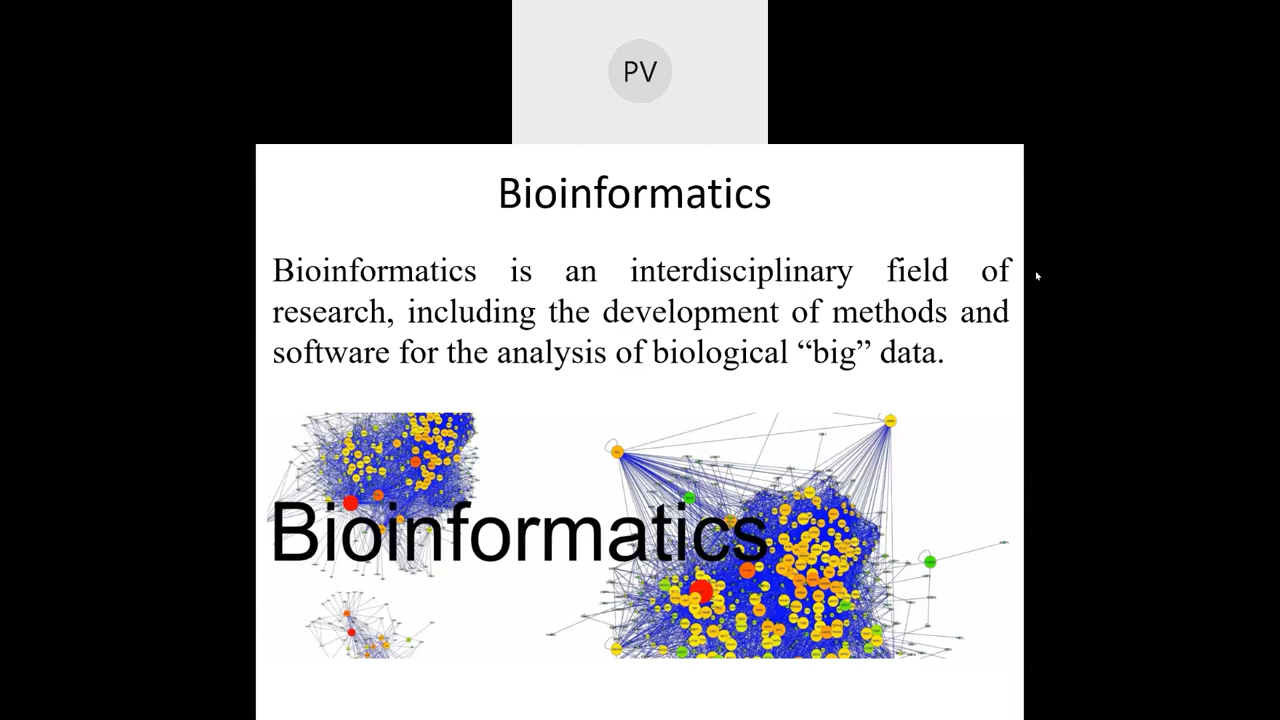 PV
Bioinformatics
Bioinformatics is an interdisciplinary field of
research, including the development of methods and
software for the analysis of biological “big” data.
Bioinformatics